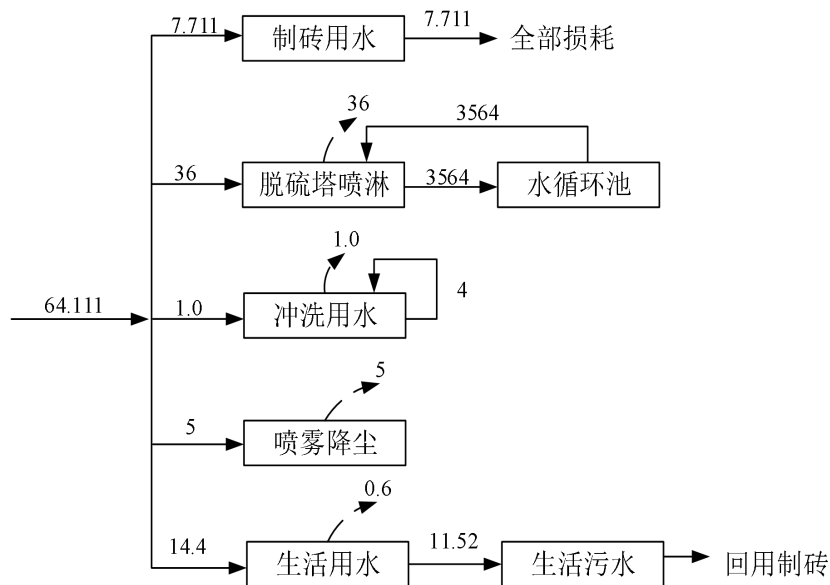 7.711 制砖用水 7.711 全部损耗
36 3564
36 脱硫塔喷淋 3564 水循环池
1.0
64.111 1.0 冲洗用水 4
5
5 喷雾降尘
0.6
14.4 生活用水 11.52 生活污水 回用制砖